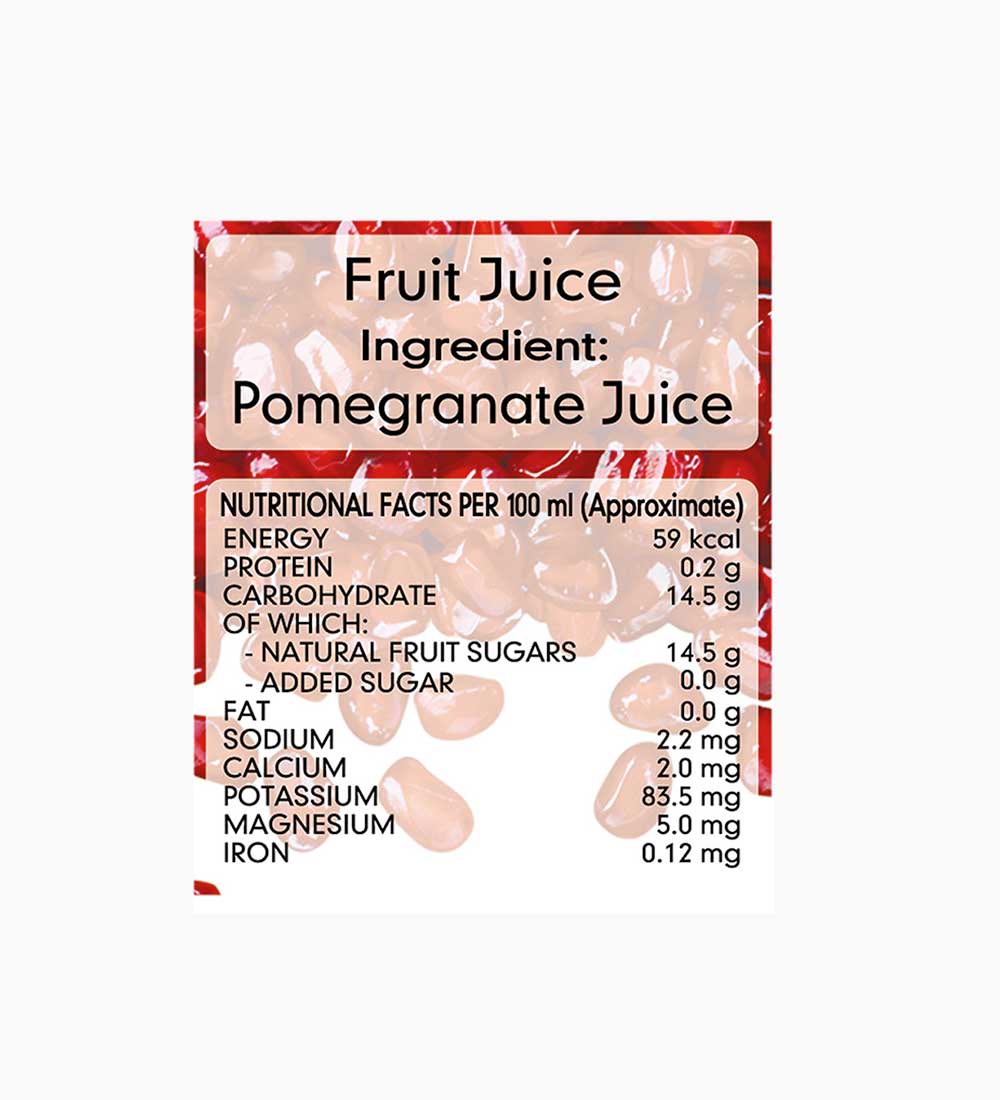 Fruit Juice
Ingredient:
Pomegranate Juice
NUTRITIONAL FACTS PER 100 ml (Approximate)
ENERGY 59 kcal
PROTEIN 0.2 g
CARBOHYDRATE 14.5 g
OF WHICH:
- NATURAL FRUIT SUGARS 14.5 g
- ADDED SUGAR 0.0 g
FAT 0.0 g
SODIUM 2.2 mg
CALCIUM 2.0 mg
POTASSIUM 83.5 mg
MAGNESIUM 5.0 mg
IRON 0.12 mg